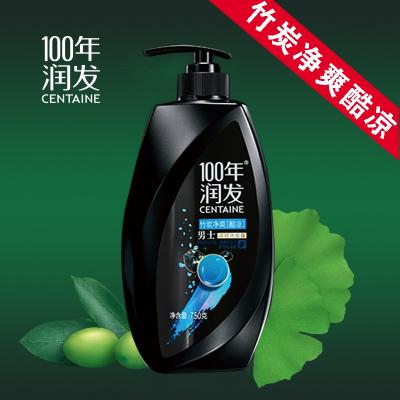 100年
润发
CENTAINE
竹炭净爽酷凉
100年®
润发
CENTAINE
竹炭净爽[酷凉]
男士
净含量：750克